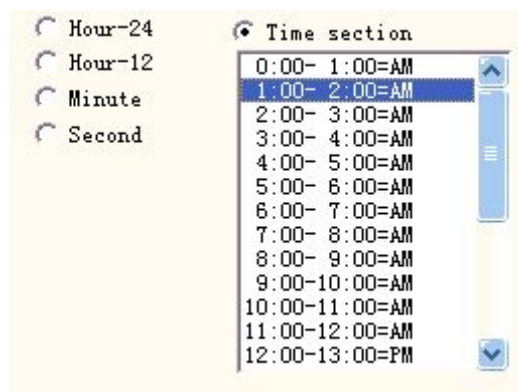 Hour-24
Hour-12
Minute
Second
Time section
0:00- 1:00=AM
1:00- 2:00=AM
2:00- 3:00=AM
3:00- 4:00=AM
4:00- 5:00=AM
5:00- 6:00=AM
6:00- 7:00=AM
7:00- 8:00=AM
8:00- 9:00=AM
9:00-10:00=AM
10:00-11:00=AM
11:00-12:00=AM
12:00-13:00=PM